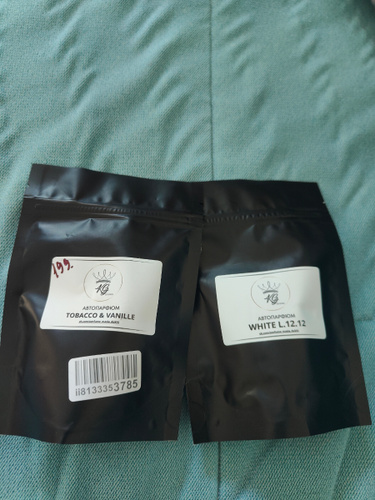 199
АВТОПАРФЮМ
TOBACCO & VANILLE
ii8133353785
АВТОПАРФЮМ
WHITE L.12.12